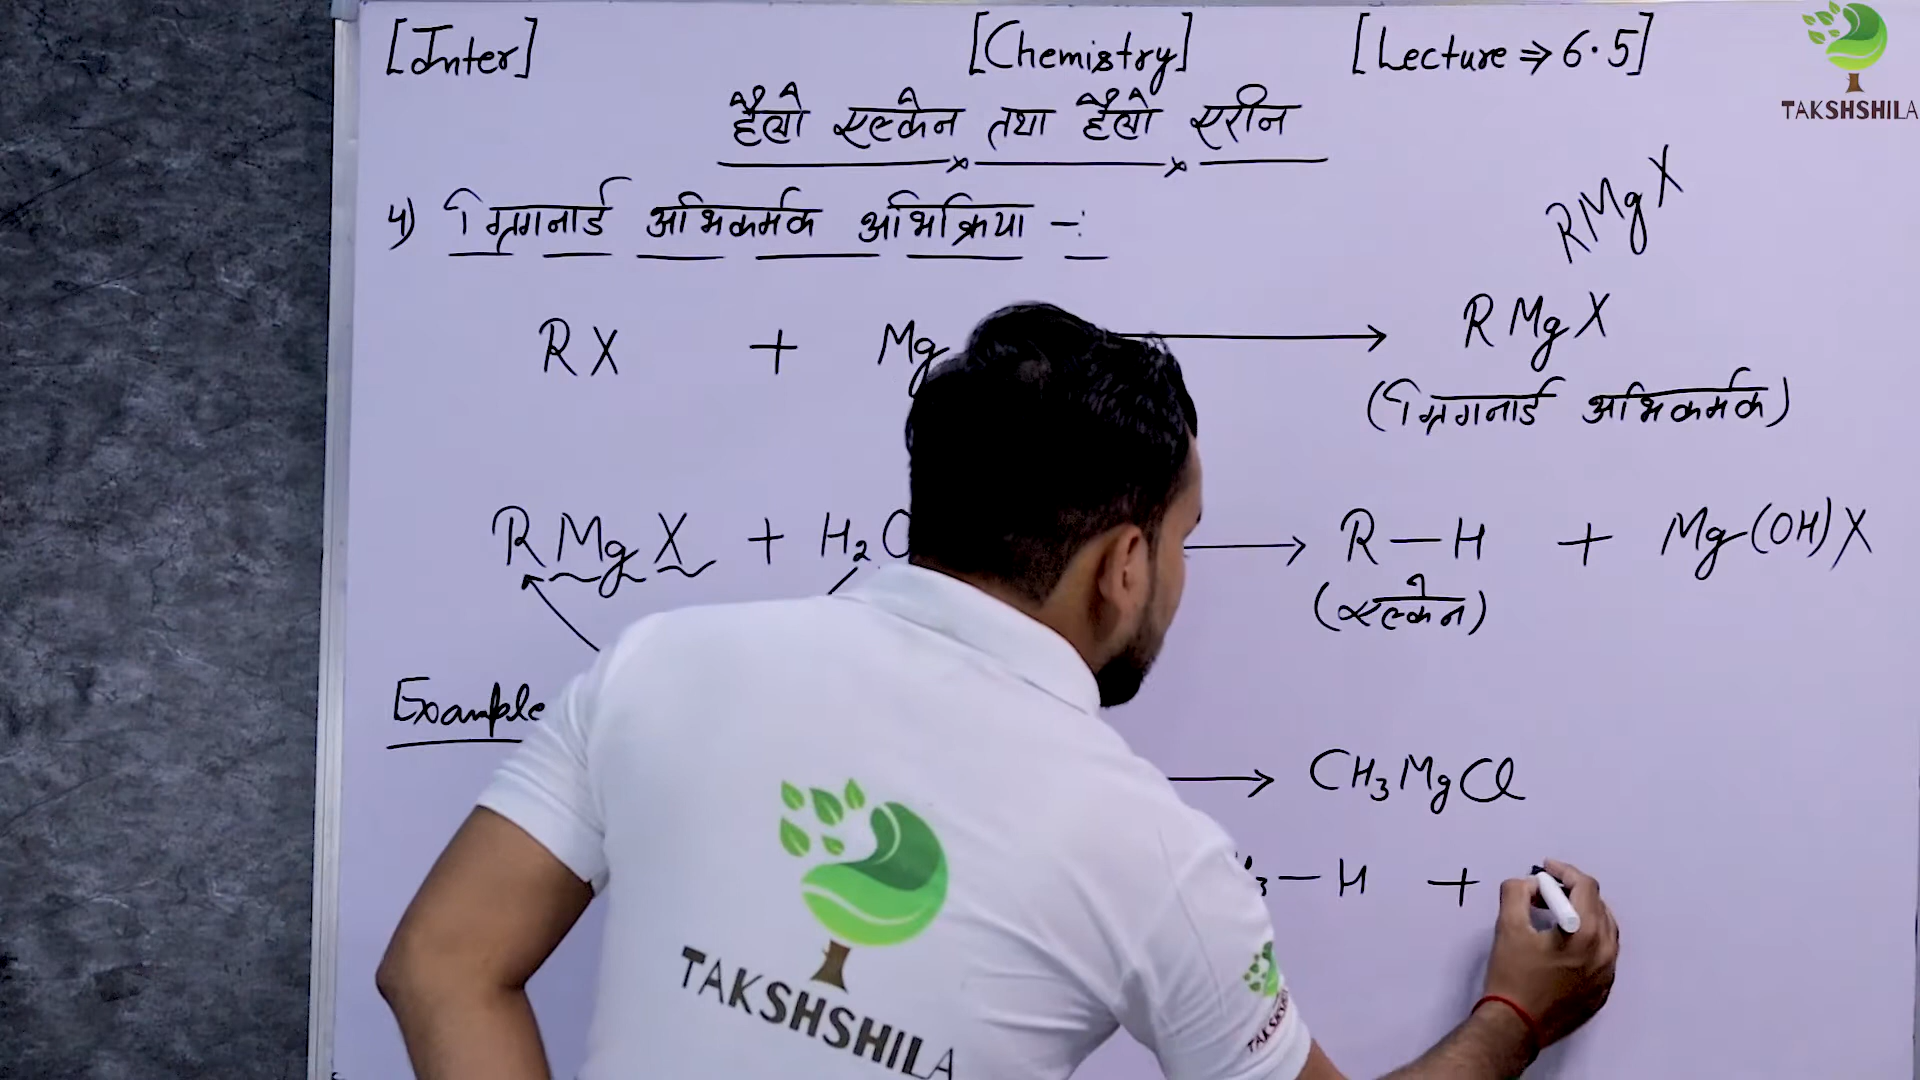 [Inter] [Chemistry] [Lecture ⇒ 6.5]
TAKSHSHILA
हैलो एल्केन तथा हैलो एरीन
4) ग्रिगनार्ड अभिकर्मक अभिक्रिया -:
RMgX
RX + Mg → RMgX
(ग्रिगनार्ड अभिकर्मक)
RMgX + H₂O → R—H + Mg(OH)X
(एल्केन)
Example
→ CH₃MgCl
₃—H +
TAKSHSHILA